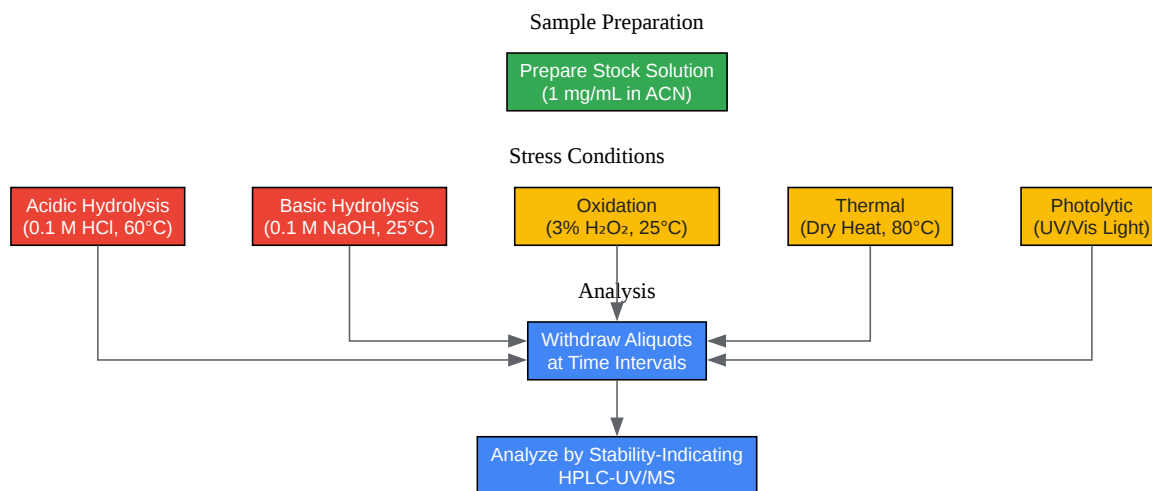 Sample Preparation
Prepare Stock Solution
(1 mg/mL in ACN)
Stress Conditions
Acidic Hydrolysis
(0.1 M HCl, 60°C)
Basic Hydrolysis
(0.1 M NaOH, 25°C)
Oxidation
(3% H₂O₂, 25°C)
Thermal
(Dry Heat, 80°C)
Photolytic
(UV/Vis Light)
Analysis
Withdraw Aliquots
at Time Intervals
Analyze by Stability-Indicating
HPLC-UV/MS